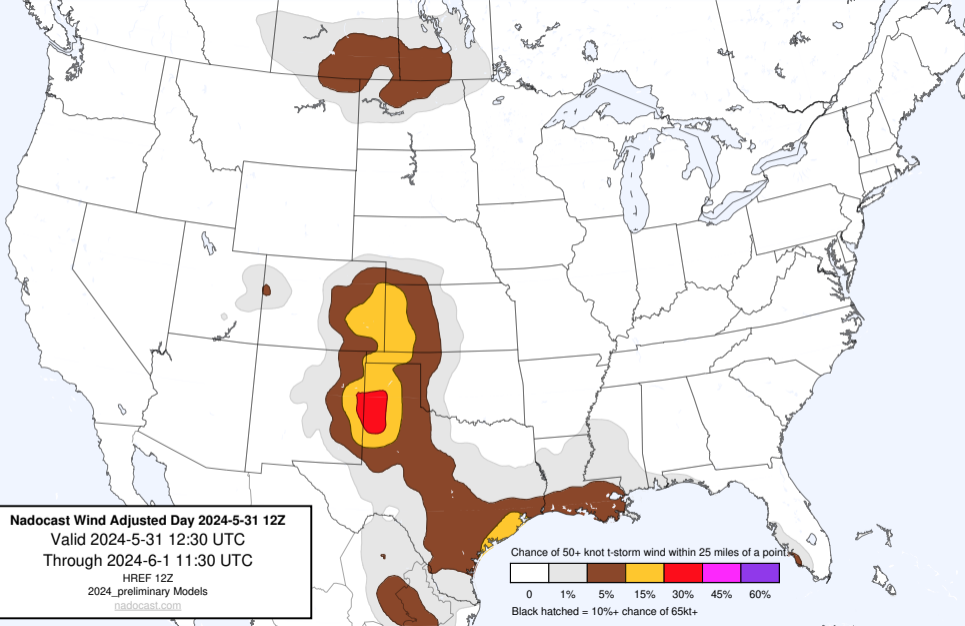 Nadocast Wind Adjusted Day 2024-5-31 12Z
Valid 2024-5-31 12:30 UTC
Through 2024-6-1 11:30 UTC
HREF 12Z
2024_preliminary Models
nadocast.com
Chance of 50+ knot t-storm wind within 25 miles of a point.
0 1% 5% 15% 30% 45% 60%
Black hatched = 10%+ chance of 65kt+